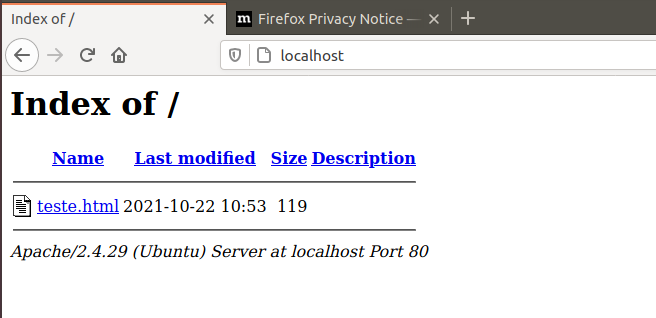 Index of /
Firefox Privacy Notice —
localhost
Index of /
Name Last modified Size Description
teste.html 2021-10-22 10:53 119
Apache/2.4.29 (Ubuntu) Server at localhost Port 80